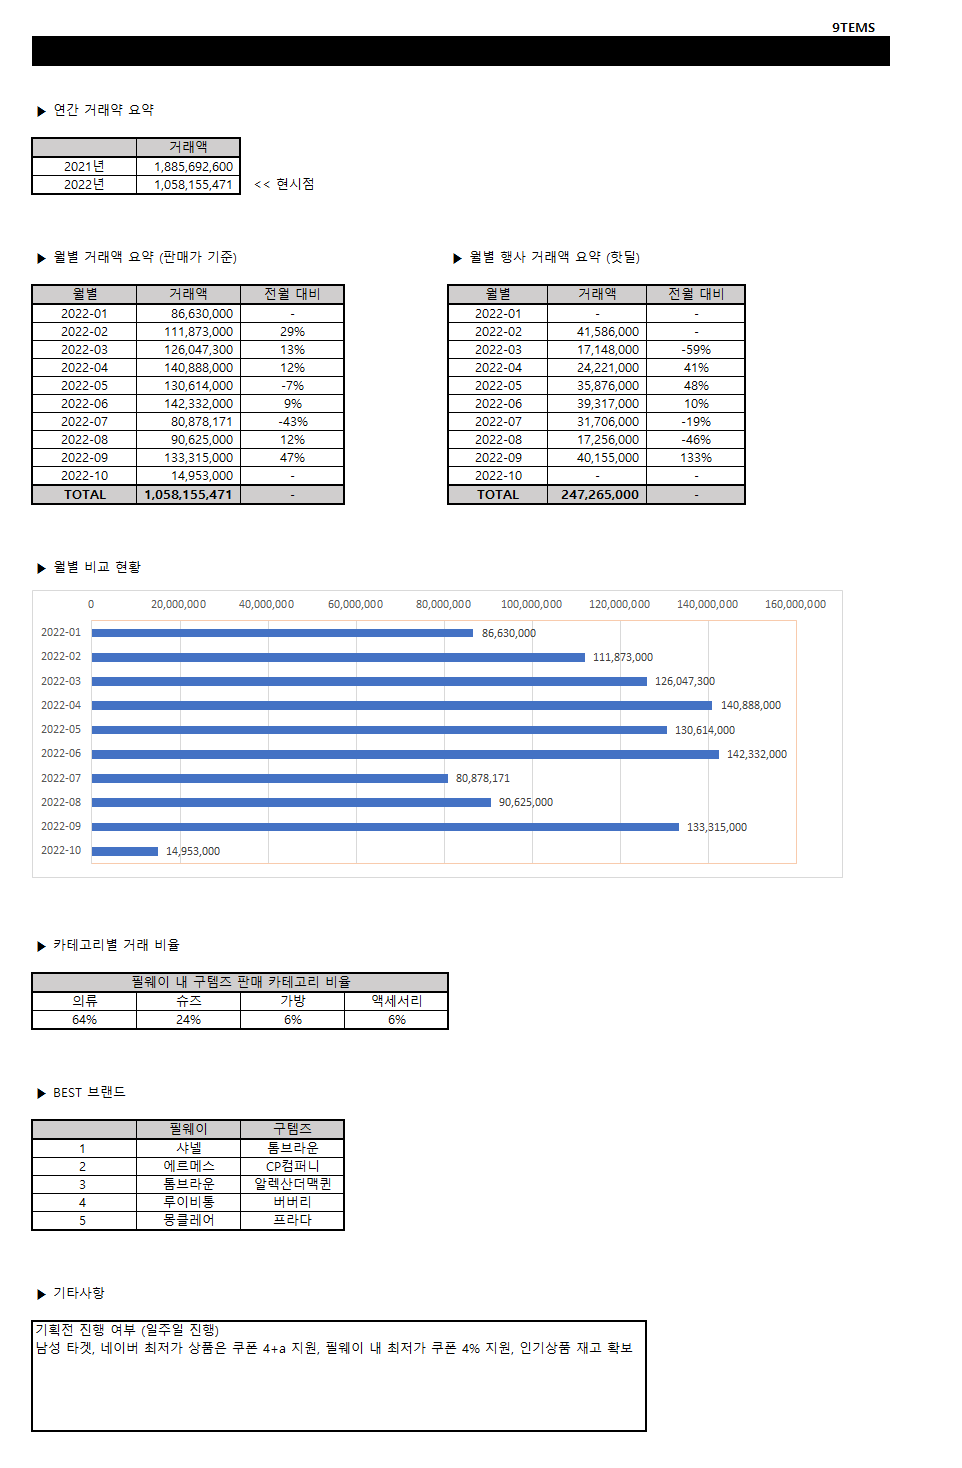 9TEMS
▶ 연간 거래약 요약
거래액
2021년 1,885,692,600
2022년 1,058,155,471 << 현시점
▶ 월별 거래액 요약 (판매가 기준)
월별 거래액 전월 대비
2022-01 86,630,000 -
2022-02 111,873,000 29%
2022-03 126,047,300 13%
2022-04 140,888,000 12%
2022-05 130,614,000 -7%
2022-06 142,332,000 9%
2022-07 80,878,171 -43%
2022-08 90,625,000 12%
2022-09 133,315,000 47%
2022-10 14,953,000 -
TOTAL 1,058,155,471 -
▶ 월별 행사 거래액 요약 (핫딜)
월별 거래액 전월 대비
2022-01 - -
2022-02 41,586,000 -
2022-03 17,148,000 -59%
2022-04 24,221,000 41%
2022-05 35,876,000 48%
2022-06 39,317,000 10%
2022-07 31,706,000 -19%
2022-08 17,256,000 -46%
2022-09 40,155,000 133%
2022-10 - -
TOTAL 247,265,000 -
▶ 월별 비교 현황
0 20,000,000 40,000,000 60,000,000 80,000,000 100,000,000 120,000,000 140,000,000 160,000,000
2022-01 86,630,000
2022-02 111,873,000
2022-03 126,047,300
2022-04 140,888,000
2022-05 130,614,000
2022-06 142,332,000
2022-07 80,878,171
2022-08 90,625,000
2022-09 133,315,000
2022-10 14,953,000
▶ 카테고리별 거래 비율
필웨이 내 구템즈 판매 카테고리 비율
의류 슈즈 가방 액세서리
64% 24% 6% 6%
▶ BEST 브랜드
필웨이 구템즈
1 샤넬 톰브라운
2 에르메스 CP컴퍼니
3 톰브라운 알렉산더맥퀸
4 루이비통 버버리
5 몽클레어 프라다
▶ 기타사항
기획전 진행 여부 (일주일 진행)
남성 타겟, 네이버 최저가 상품은 쿠폰 4+a 지원, 필웨이 내 최저가 쿠폰 4% 지원, 인기상품 재고 확보